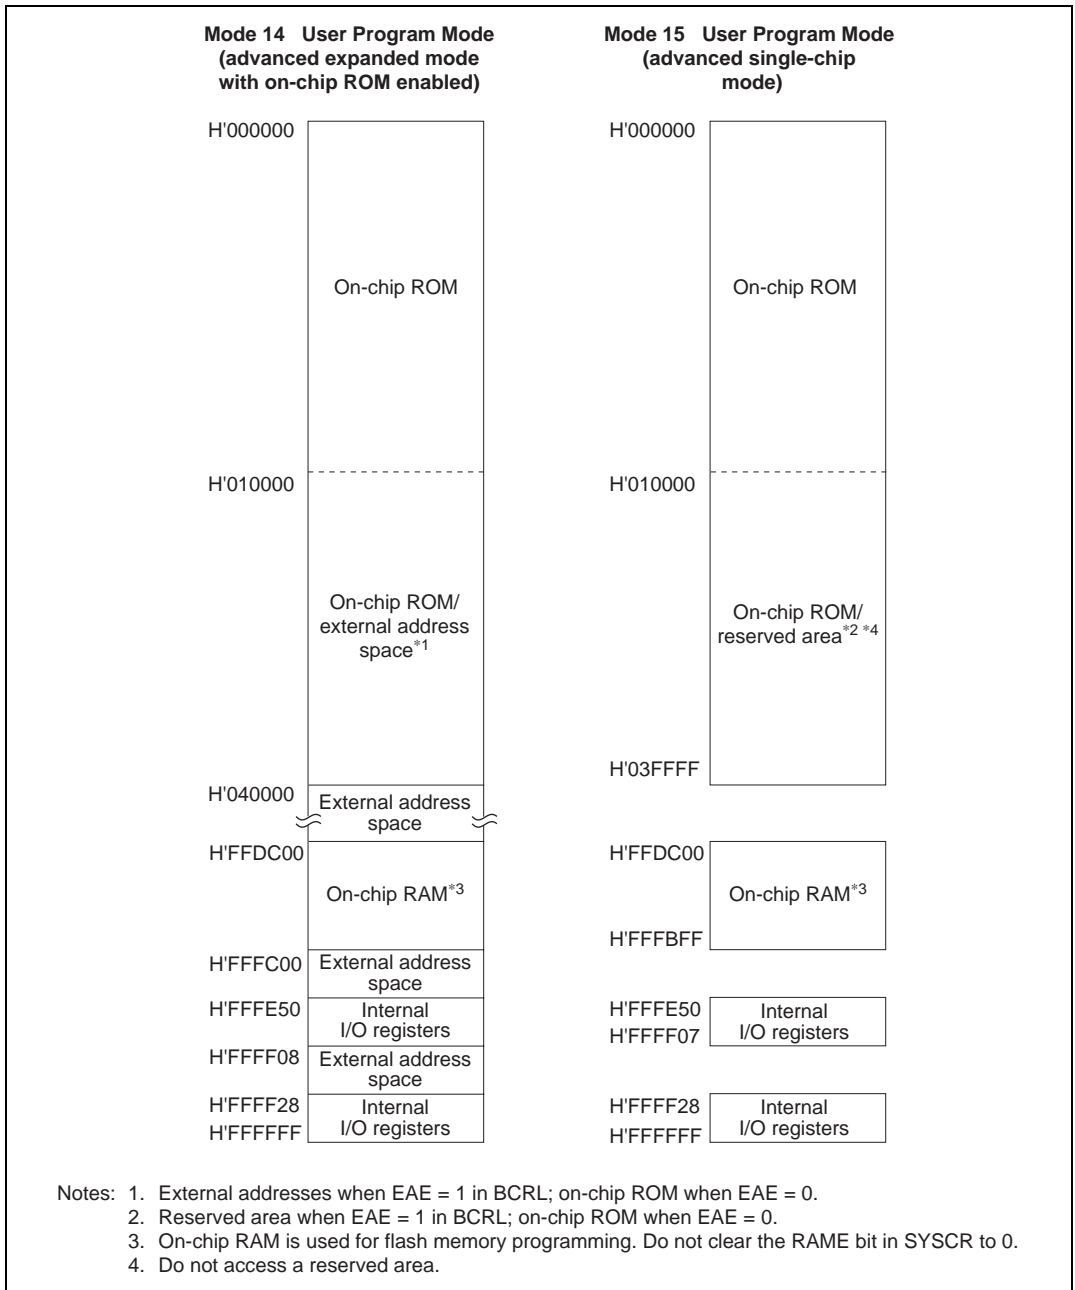 Mode 14   User Program Mode
(advanced expanded mode
with on-chip ROM enabled)
H'000000
On-chip ROM
H'010000
On-chip ROM/
external address
space*1
H'040000
External address
space
H'FFDC00
On-chip RAM*3
H'FFFC00
External address
space
H'FFFE50
Internal
I/O registers
H'FFFF08
External address
space
H'FFFF28
Internal
I/O registers
H'FFFFFF
Mode 15   User Program Mode
(advanced single-chip
mode)
H'000000
On-chip ROM
H'010000
On-chip ROM/
reserved area*2 *4
H'03FFFF
H'FFDC00
On-chip RAM*3
H'FFFBFF
H'FFFE50
Internal
I/O registers
H'FFFF07
H'FFFF28
Internal
I/O registers
H'FFFFFF
Notes: 1. External addresses when EAE = 1 in BCRL; on-chip ROM when EAE = 0.
2. Reserved area when EAE = 1 in BCRL; on-chip ROM when EAE = 0.
3. On-chip RAM is used for flash memory programming. Do not clear the RAME bit in SYSCR to 0.
4. Do not access a reserved area.